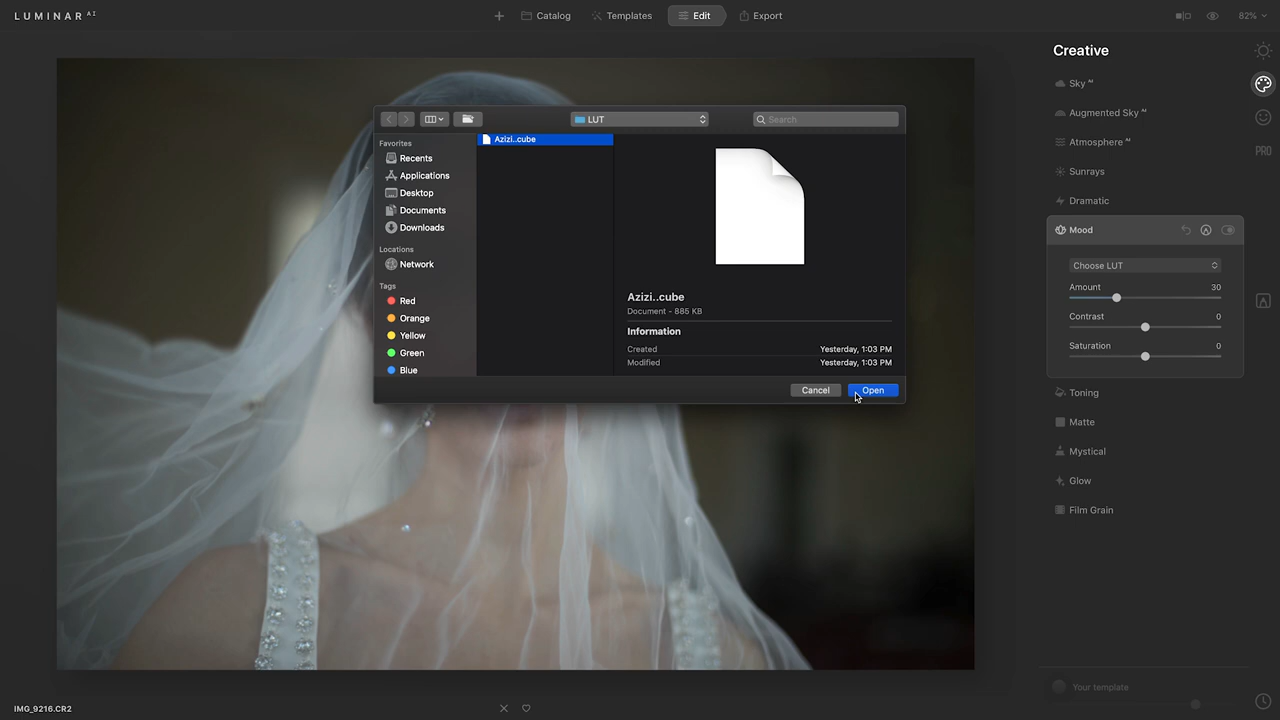 LUMINAR AI
Catalog
Templates
Edit
Export
82%
LUT
Search
Favorites
Recents
Applications
Desktop
Documents
Downloads
Locations
Network
Tags
Red
Orange
Yellow
Green
Blue
Azizi..cube
Azizi..cube
Document - 885 KB
Information
Created Yesterday, 1:03 PM
Modified Yesterday, 1:03 PM
Cancel
Open
Creative
Sky AI
Augmented Sky AI
Atmosphere AI
Sunrays
Dramatic
Mood
Choose LUT
Amount 30
Contrast 0
Saturation 0
Toning
Matte
Mystical
Glow
Film Grain
PRO
Your template
IMG_9216.CR2